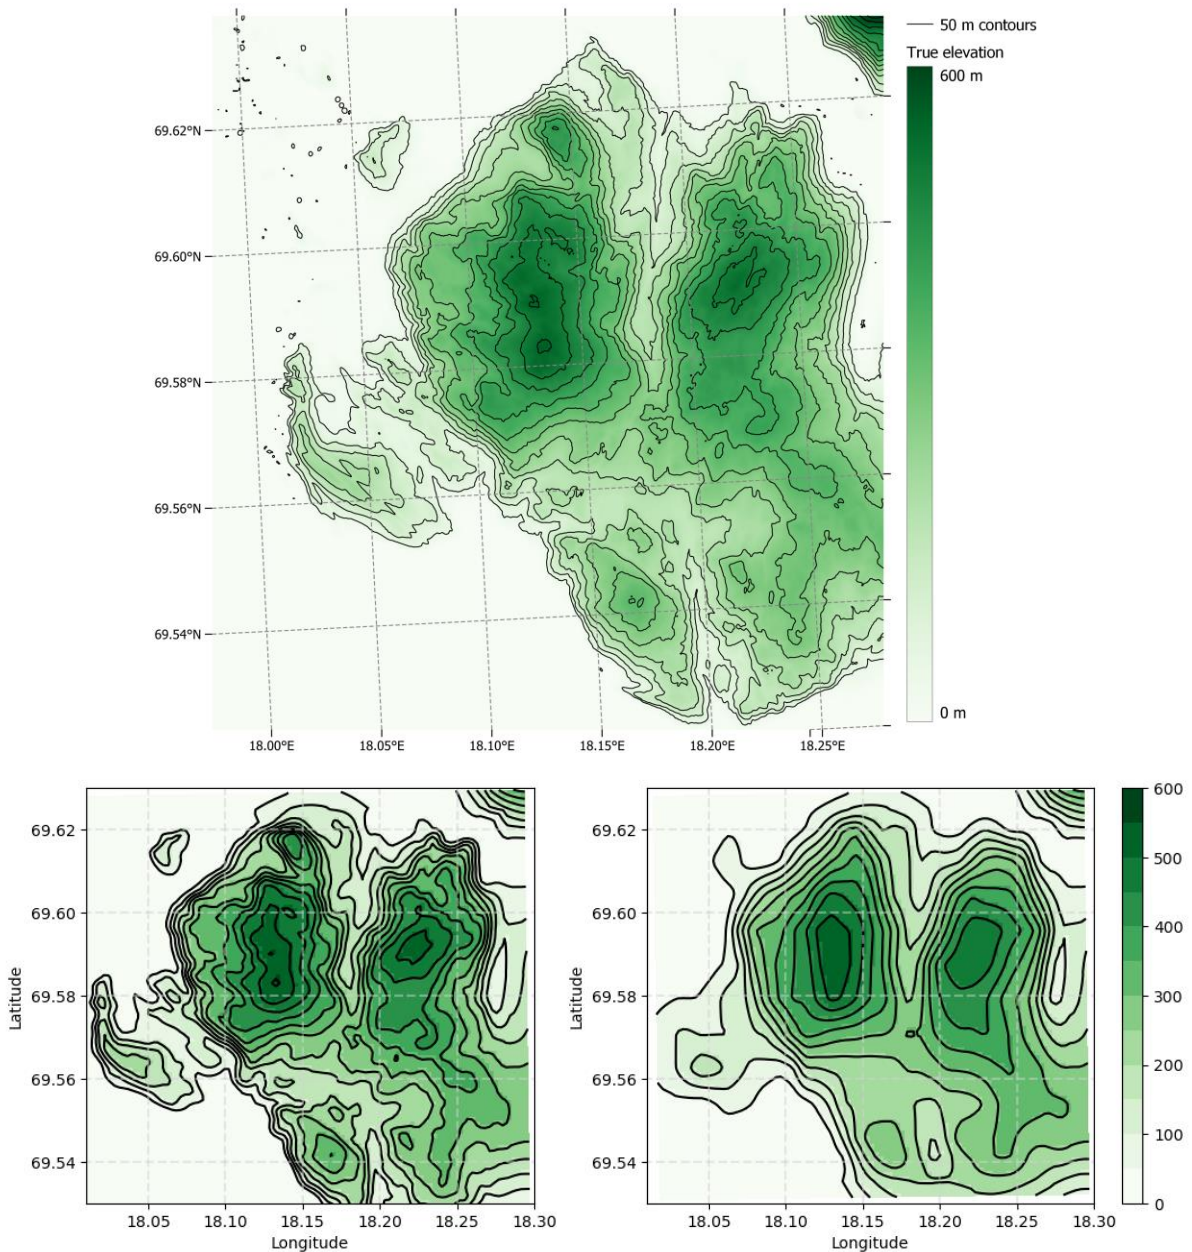 50 m contours
True elevation
600 m
0 m
69.62°N
69.60°N
69.58°N
69.56°N
69.54°N
18.00°E
18.05°E
18.10°E
18.15°E
18.20°E
18.25°E
69.62
69.60
69.58
69.56
69.54
Latitude
18.05
18.10
18.15
18.20
18.25
18.30
Longitude
69.62
69.60
69.58
69.56
69.54
Latitude
18.05
18.10
18.15
18.20
18.25
18.30
Longitude
600
500
400
300
200
100
0